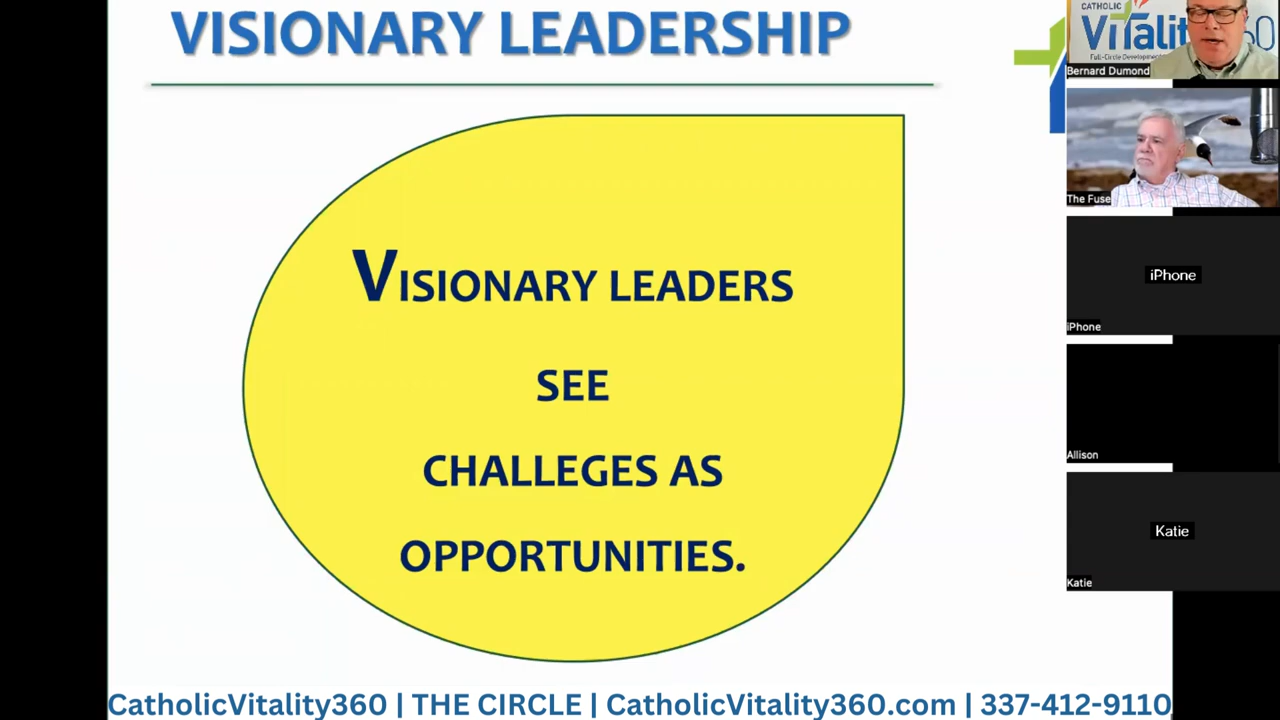 VISIONARY LEADERSHIP
VISIONARY LEADERS
SEE
CHALLEGES AS
OPPORTUNITIES.
CATHOLIC
Bernard Dumond
The Fuse
iPhone
iPhone
Allison
Katie
Katie
CatholicVitality360 | THE CIRCLE | CatholicVitality360.com | 337-412-9110